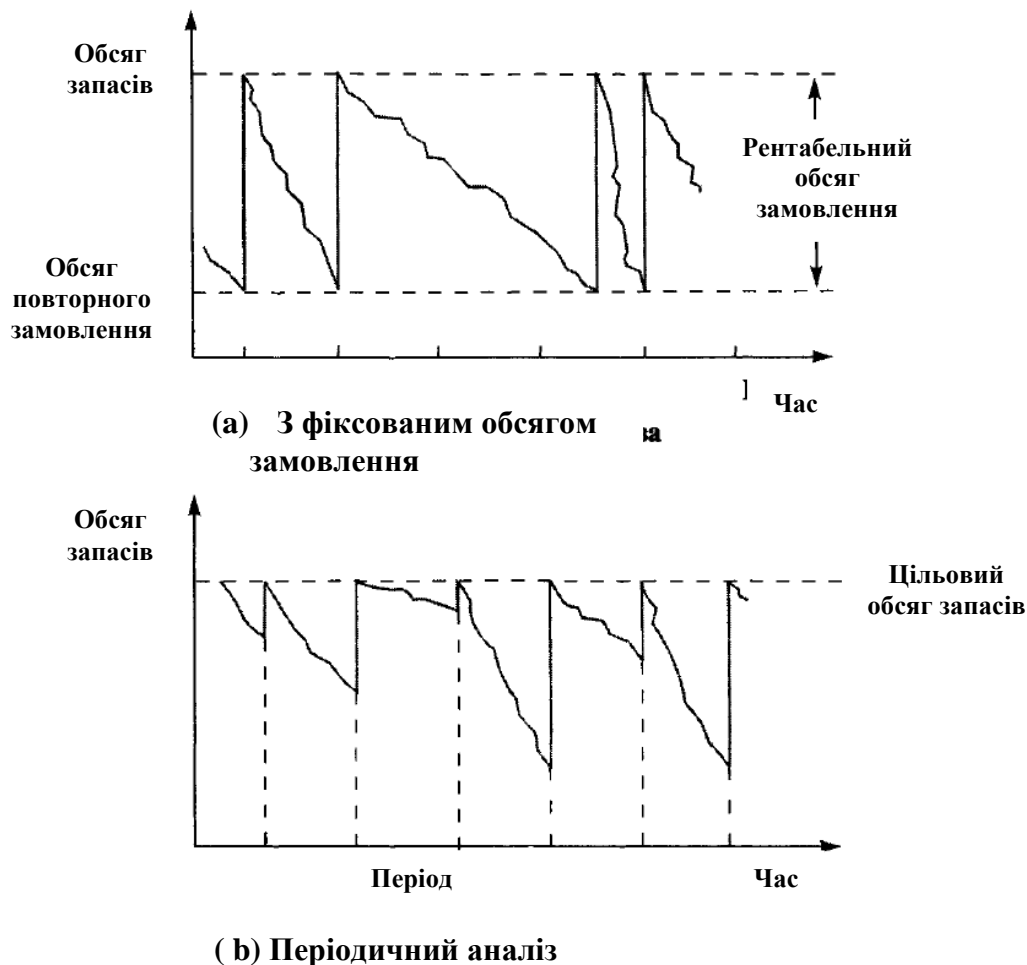 Обсяг
запасів
Рентабельний
обсяг
замовлення
Обсяг
повторного
замовлення
Час
(a) З фіксованим обсягом
замовлення
Обсяг
запасів
Цільовий
обсяг запасів
Період
Час
( b) Періодичний аналіз